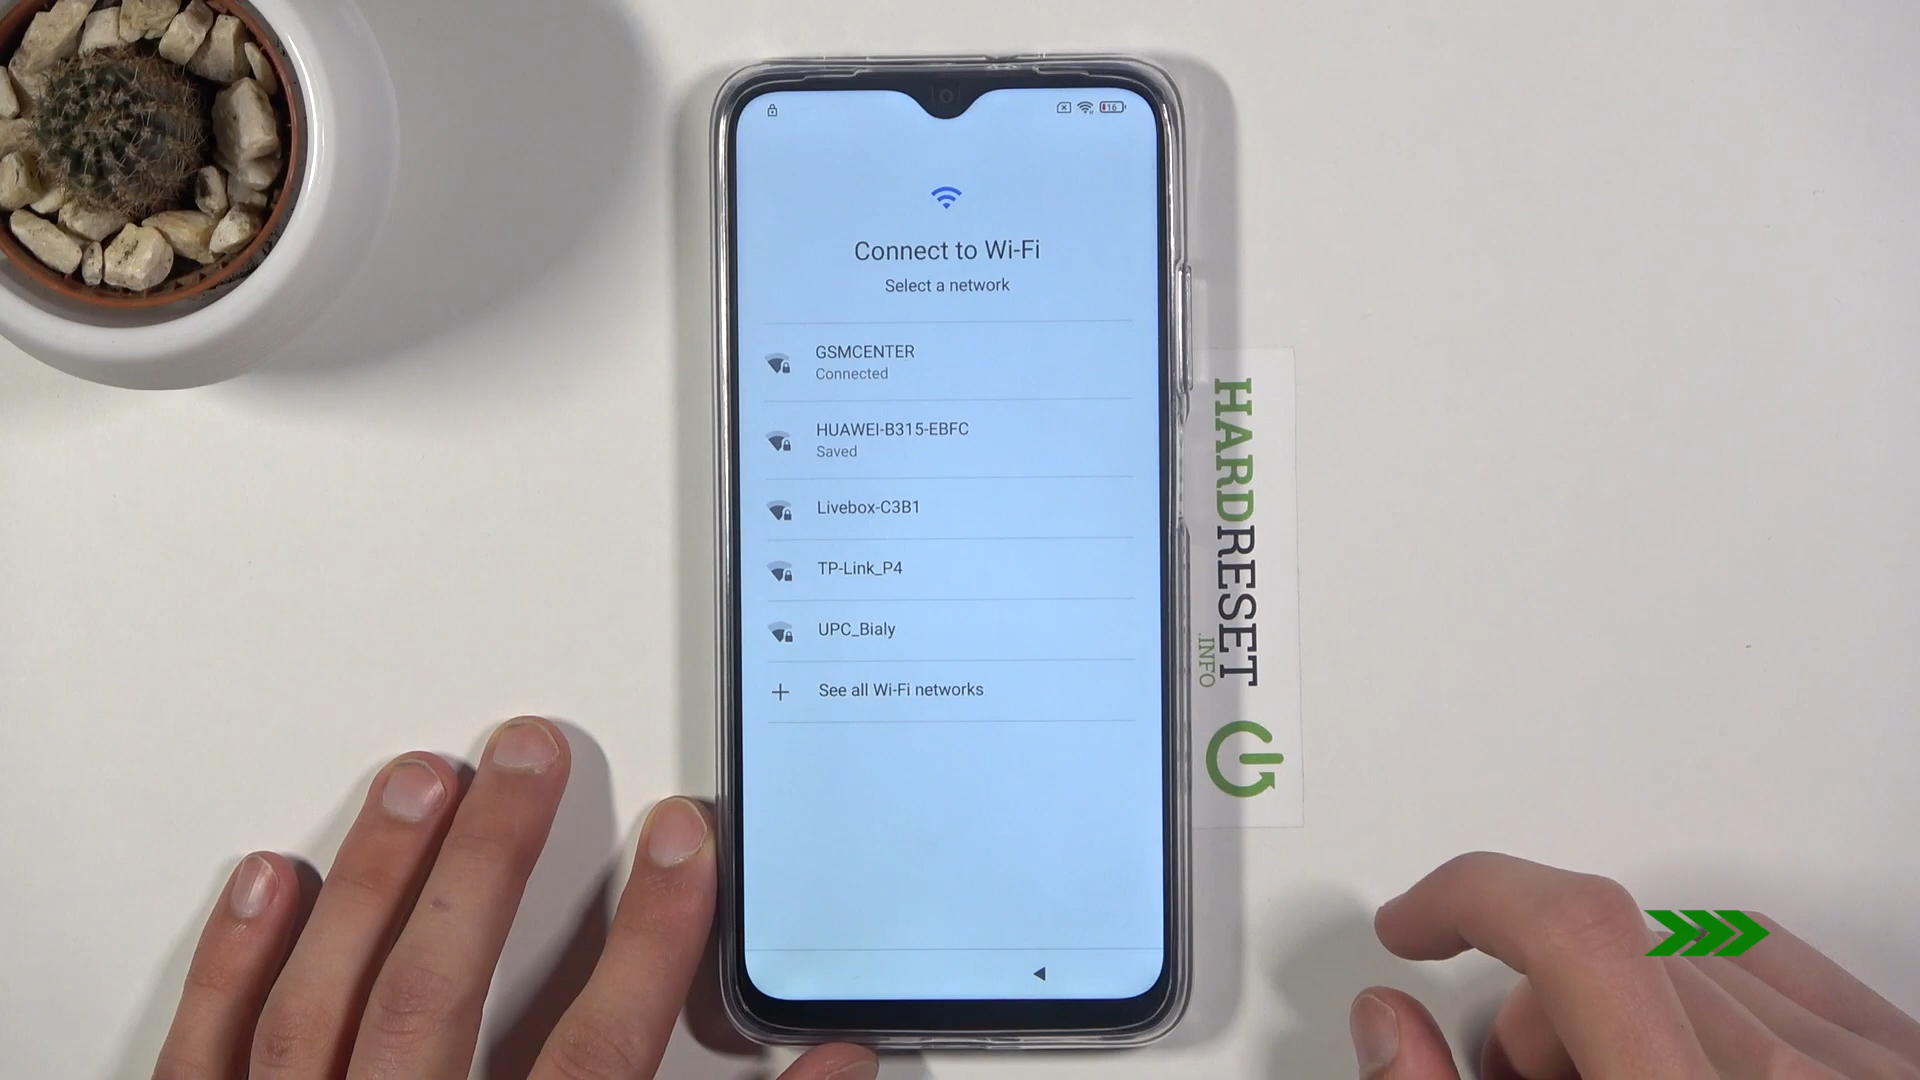 16
Connect to Wi-Fi
Select a network
GSMCENTER
Connected
HUAWEI-B315-EBFC
Saved
Livebox-C3B1
TP-Link_P4
UPC_Bialy
See all Wi-Fi networks
HARDRESET
.INFO